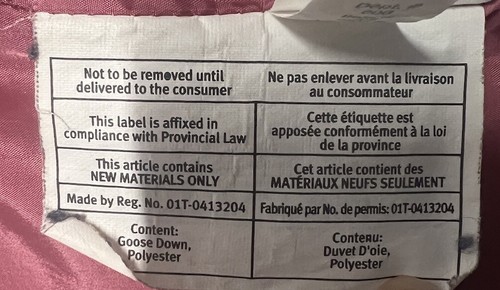 Not to be removed until
delivered to the consumer
Ne pas enlever avant la livraison
au consommateur
This label is affixed in
compliance with Provincial Law
Cette étiquette est
apposée conformément à la loi
de la province
This article contains
NEW MATERIALS ONLY
Cet article contient des
MATÉRIAUX NEUFS SEULEMENT
Made by Reg. No. 01T-0413204
Fabriqué par No. de permis: 01T-0413204
Content:
Goose Down,
Polyester
Contenu:
Duvet D'oie,
Polyester